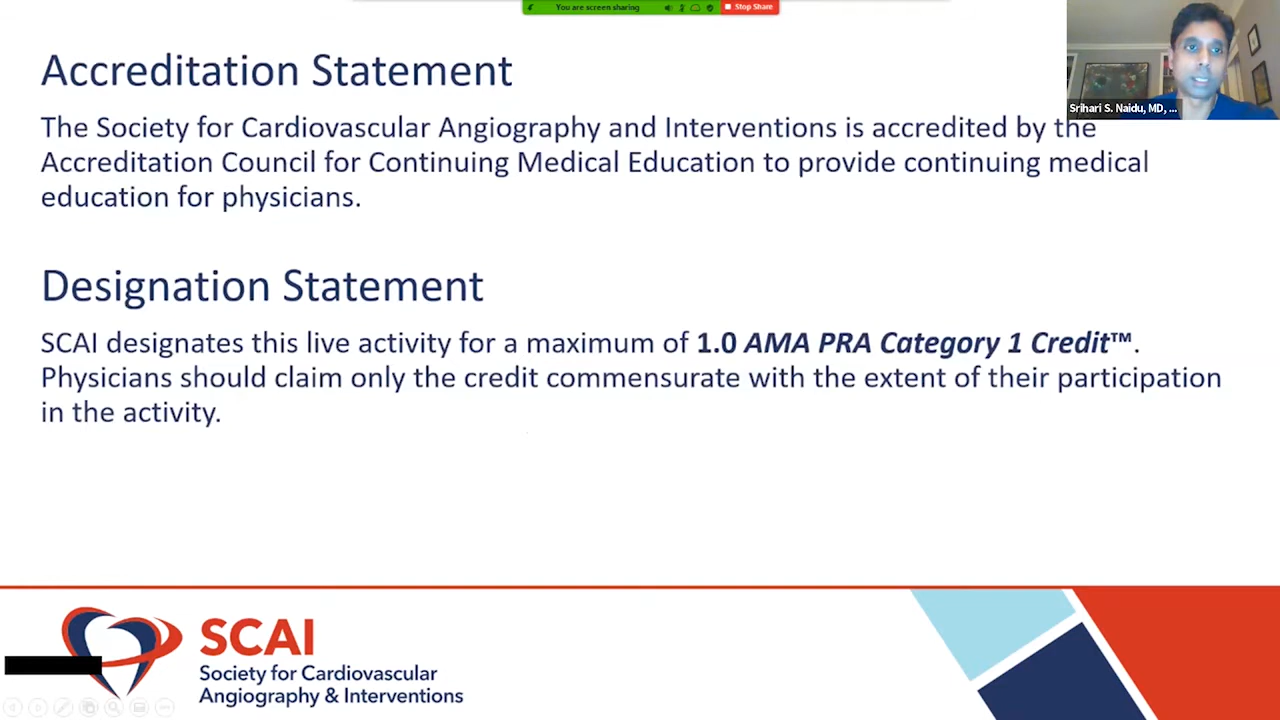 You are screen sharing
Stop Share
Srihari S. Naidu, MD, ...
Accreditation Statement
The Society for Cardiovascular Angiography and Interventions is accredited by the
Accreditation Council for Continuing Medical Education to provide continuing medical
education for physicians.
Designation Statement
SCAI designates this live activity for a maximum of 1.0 AMA PRA Category 1 Credit™.
Physicians should claim only the credit commensurate with the extent of their participation
in the activity.
SCAI
Society for Cardiovascular
Angiography & Interventions